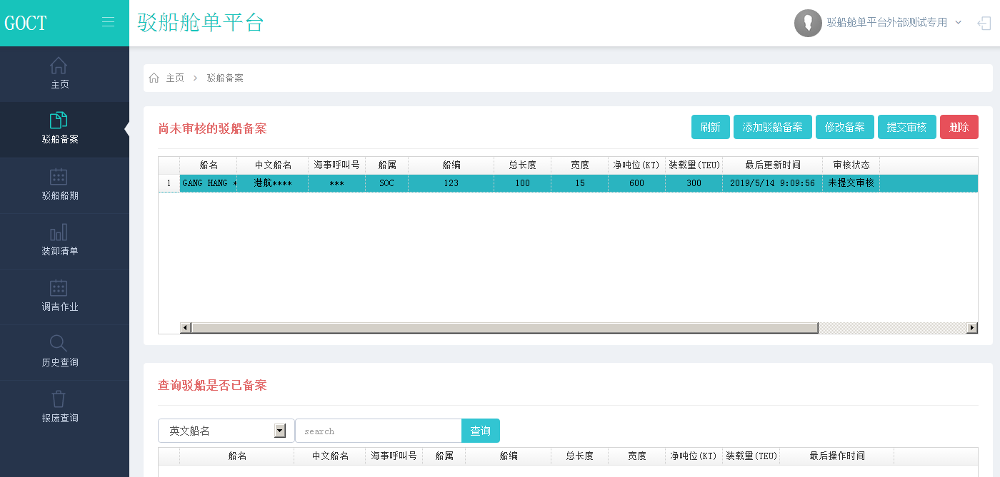 GOCT
驳船舱单平台
驳船舱单平台外部测试专用
主页
驳船备案
驳船船期
装卸清单
调吉作业
历史查询
报废查询
主页 > 驳船备案
尚未审核的驳船备案
刷新 添加驳船备案 修改备案 提交审核 删除
船名 中文船名 海事呼叫号 船属 船编 总长度 宽度 净吨位(KT) 装载量(TEU) 最后更新时间 审核状态
1 GANG HANG * 港航**** *** SOC 123 100 15 600 300 2019/5/14 9:09:56 未提交审核
查询驳船是否已备案
英文船名 search 查询
船名 中文船名 海事呼叫号 船属 船编 总长度 宽度 净吨位(KT) 装载量(TEU) 最后操作时间